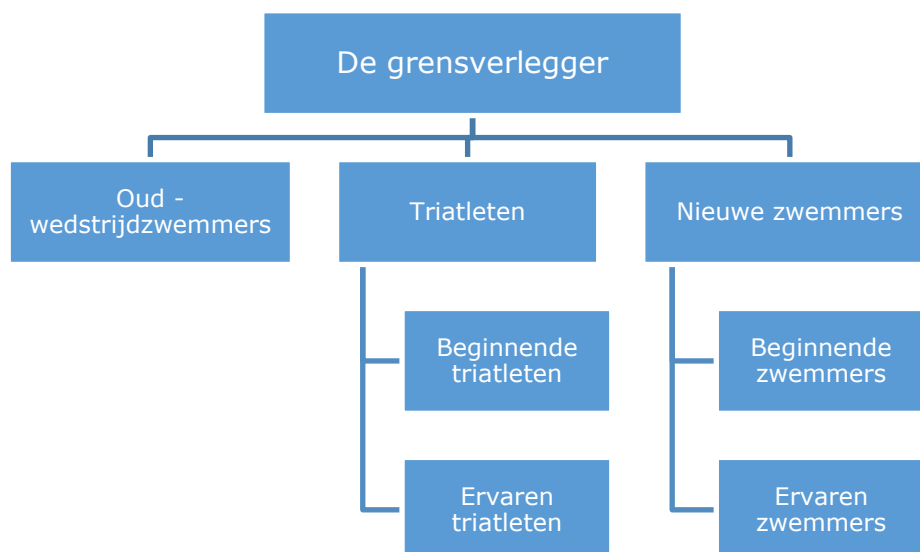 De grensverlegger
Oud -
wedstrijdzwemmers
Triatleten
Nieuwe zwemmers
Beginnende
triatleten
Beginnende
zwemmers
Ervaren
triatleten
Ervaren
zwemmers